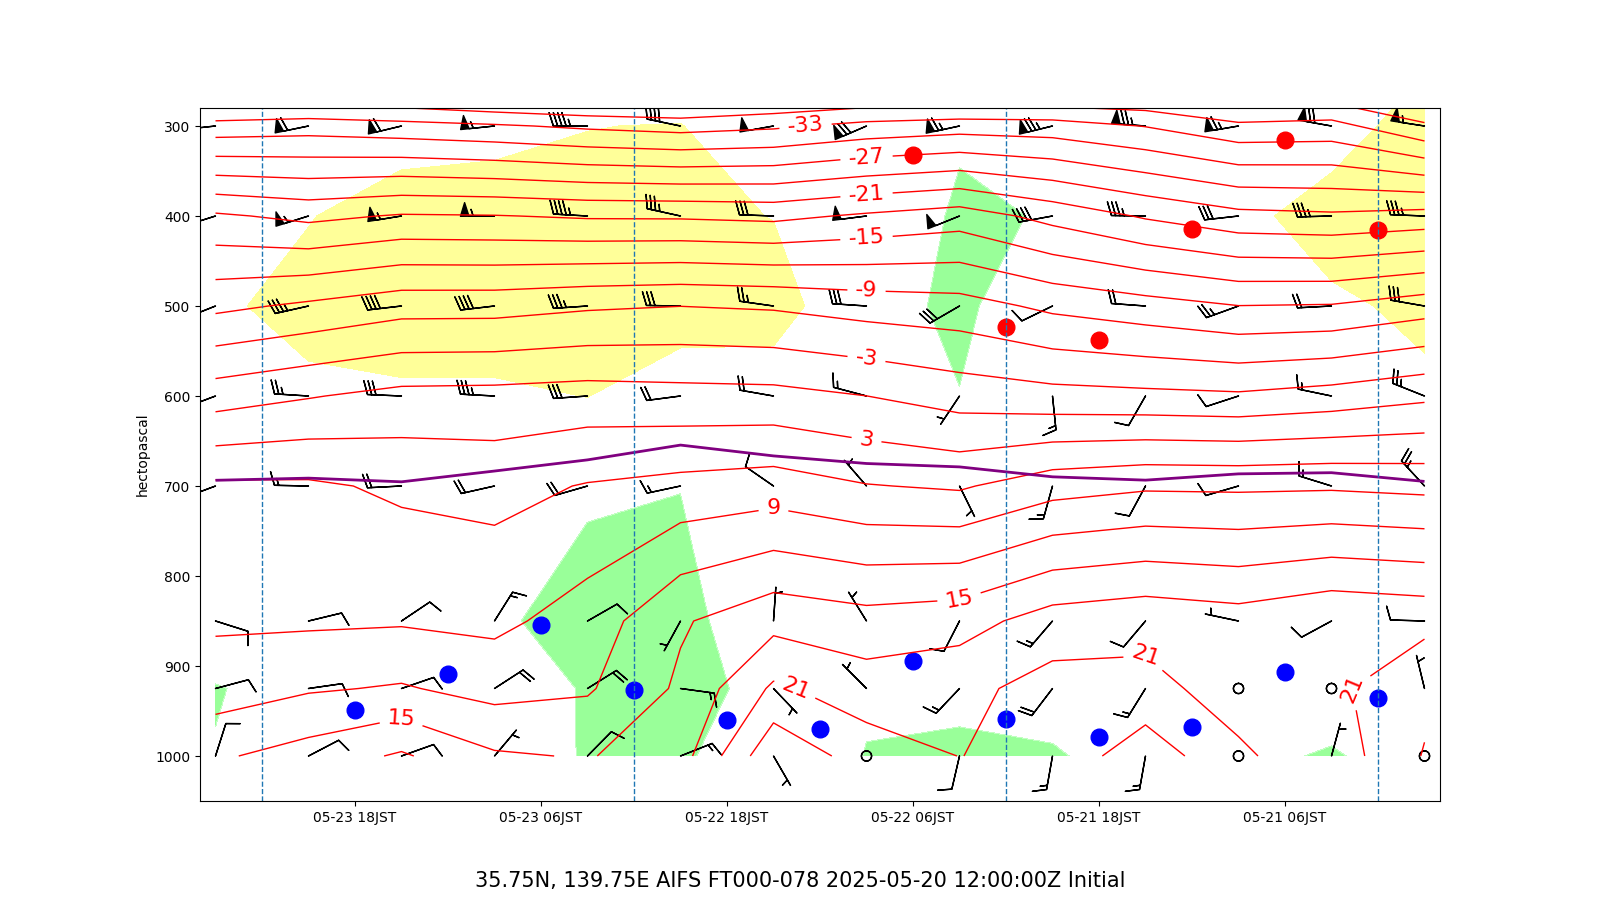 300
400
500
600
700
800
900
1000
hectopascal
-33
-27
-21
-15
-9
-3
3
9
15
21
21
21
15
05-23 18JST
05-23 06JST
05-22 18JST
05-22 06JST
05-21 18JST
05-21 06JST
35.75N, 139.75E AIFS FT000-078 2025-05-20 12:00:00Z Initial